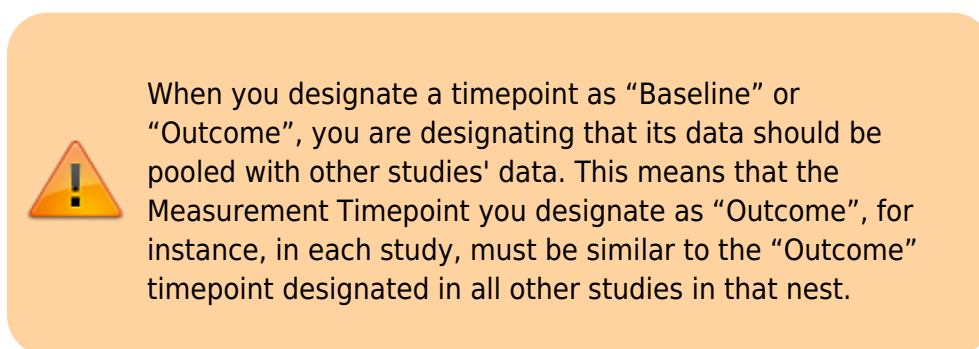 When you designate a timepoint as “Baseline” or
“Outcome”, you are designating that its data should be
pooled with other studies' data. This means that the
Measurement Timepoint you designate as “Outcome”, for
instance, in each study, must be similar to the “Outcome”
timepoint designated in all other studies in that nest.